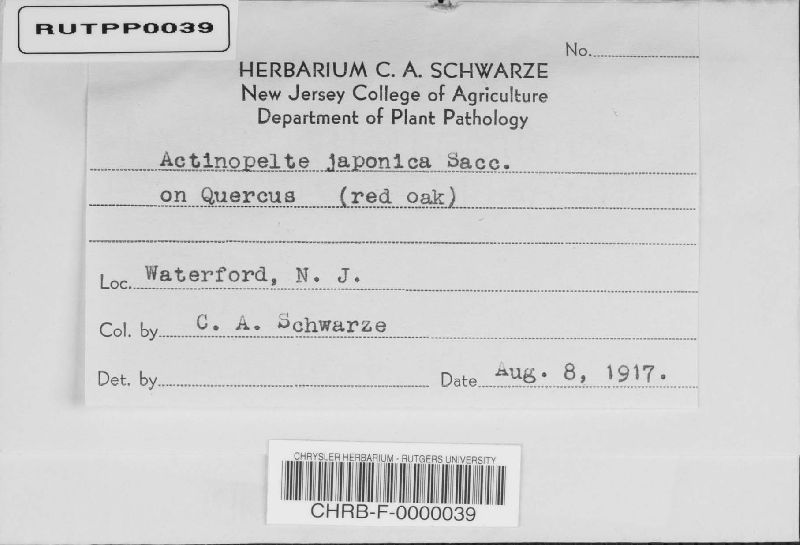 RUTPP0039
No.
HERBARIUM C. A. SCHWARZE
New Jersey College of Agriculture
Department of Plant Pathology
Actinopelte japonica Sacc.
on Quercus (red oak)
Loc. Waterford, N. J.
Col. by C. A. Schwarze
Det. by Date Aug. 8, 1917.
CHRYSLER HERBARIUM - RUTGERS UNIVERSITY
CHRB-F-0000039